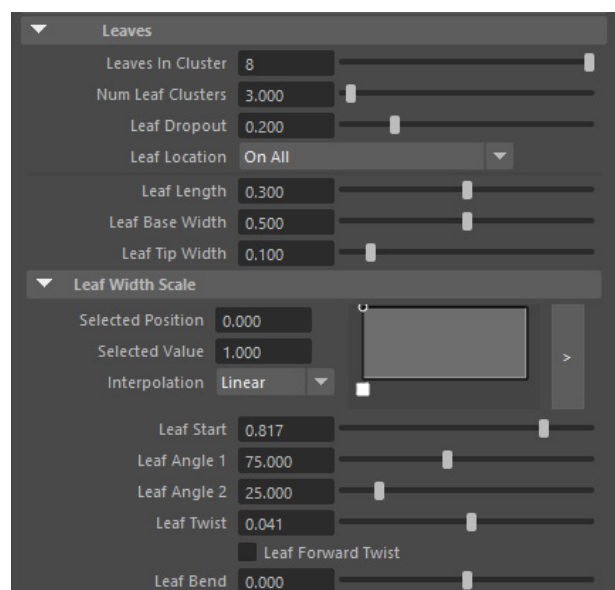 Leaves
Leaves In Cluster 8
Num Leaf Clusters 3.000
Leaf Dropout 0.200
Leaf Location On All
Leaf Length 0.300
Leaf Base Width 0.500
Leaf Tip Width 0.100
Leaf Width Scale
Selected Position 0.000
Selected Value 1.000
Interpolation Linear
>
Leaf Start 0.817
Leaf Angle 1 75.000
Leaf Angle 2 25.000
Leaf Twist 0.041
Leaf Forward Twist
Leaf Bend 0.000